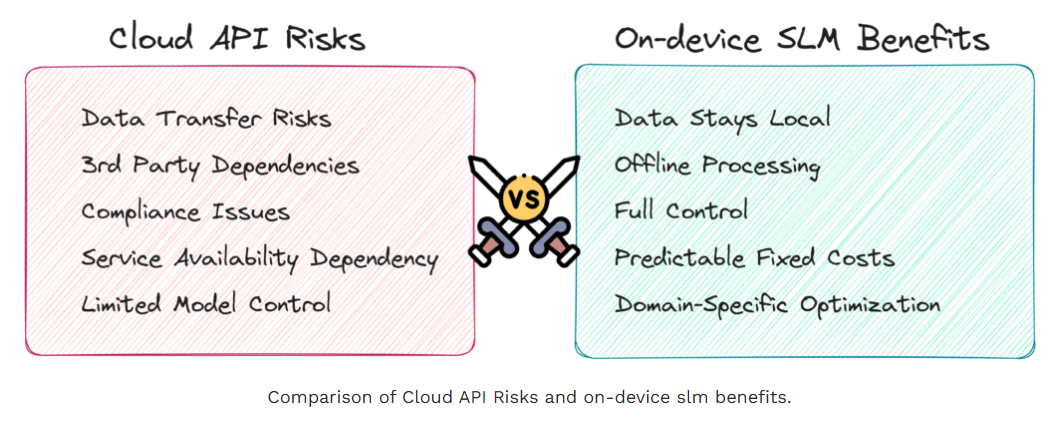 Cloud API Risks
Data Transfer Risks
3rd Party Dependencies
Compliance Issues
Service Availability Dependency
Limited Model Control
VS
On-device SLM Benefits
Data Stays Local
Offline Processing
Full Control
Predictable Fixed Costs
Domain-Specific Optimization
Comparison of Cloud API Risks and on-device slm benefits.